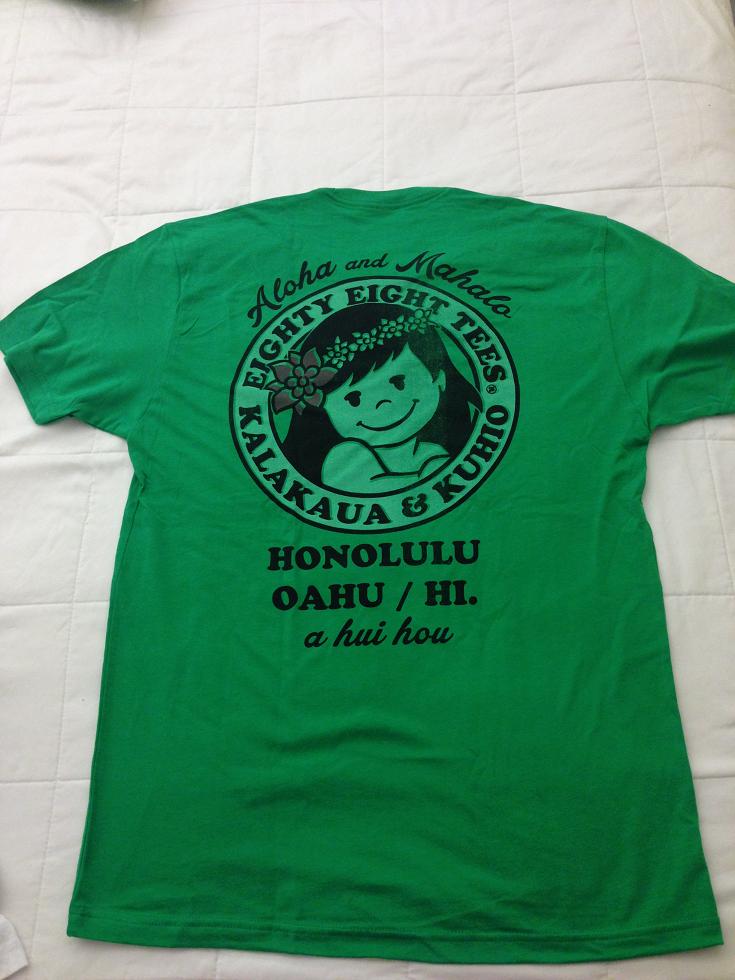 Aloha and Mahalo
EIGHTY EIGHT TEES®
KALAKAUA & KUHIO
HONOLULU
OAHU / HI.
a hui hou